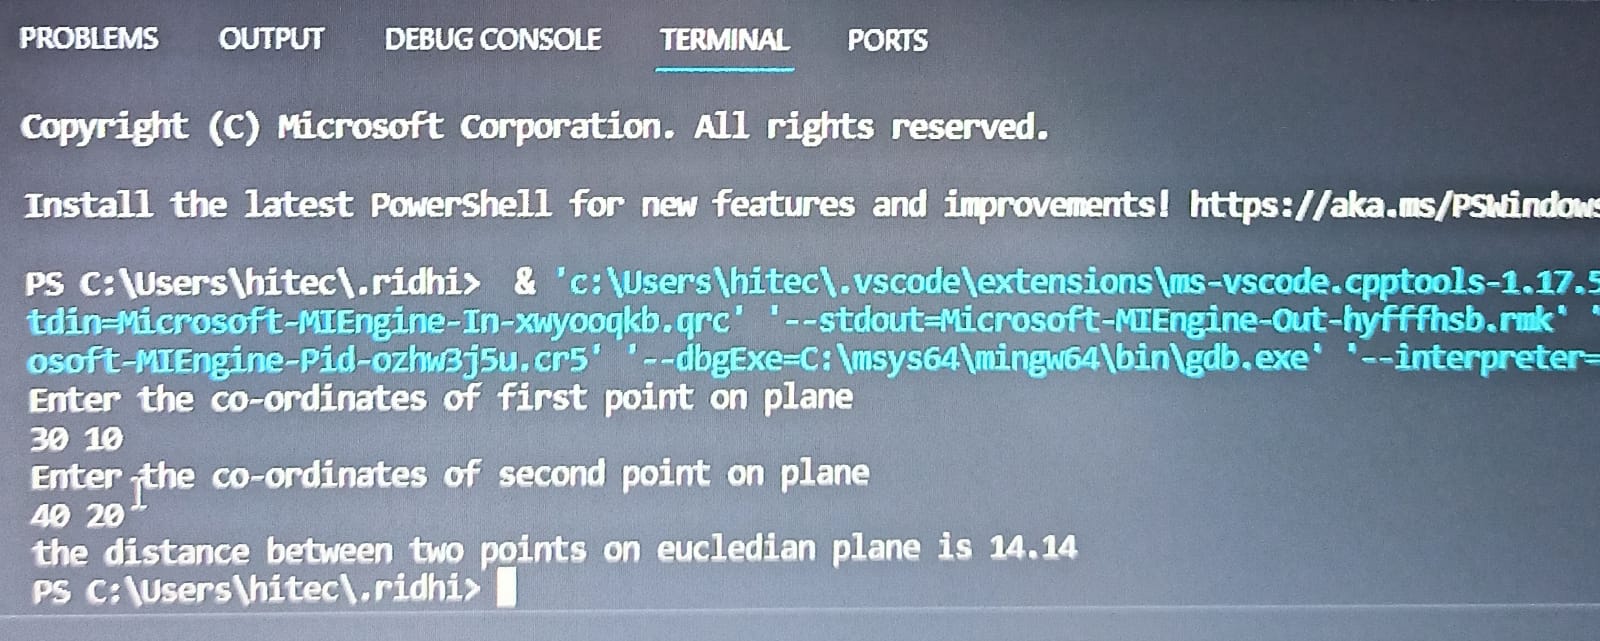 PROBLEMS OUTPUT DEBUG CONSOLE TERMINAL PORTS
Copyright (C) Microsoft Corporation. All rights reserved.
Install the latest PowerShell for new features and improvements! https://aka.ms/PSWindows
PS C:\Users\hitec\.ridhi>  & 'c:\Users\hitec\.vscode\extensions\ms-vscode.cpptools-1.17.5
tdin=Microsoft-MIEngine-In-xwyooqkb.qrc' '--stdout=Microsoft-MIEngine-Out-hyfffhsb.rmk' '
osoft-MIEngine-Pid-ozhw3j5u.cr5' '--dbgExe=C:\msys64\mingw64\bin\gdb.exe' '--interpreter=
Enter the co-ordinates of first point on plane
30 10
Enter the co-ordinates of second point on plane
40 20
the distance between two points on eucledian plane is 14.14
PS C:\Users\hitec\.ridhi>